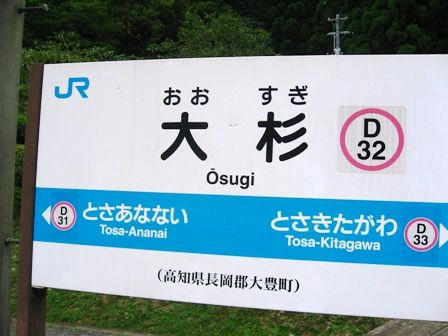 JR
おお すぎ
大杉
Ōsugi
D
32
D
31
とさあなない
Tosa-Ananai
とさきたがわ
Tosa-Kitagawa
D
33
(高知県長岡郡大豊町)